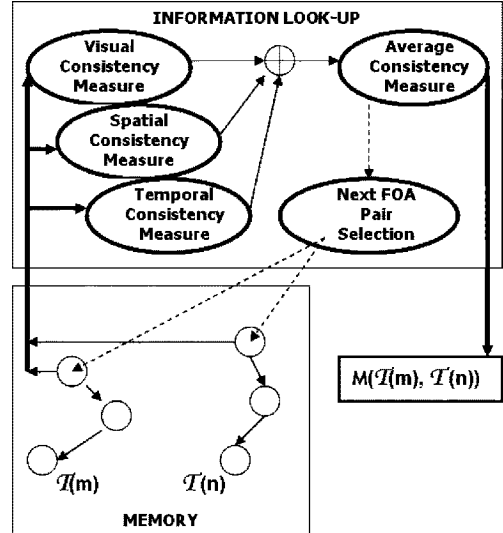 INFORMATION LOOK-UP
Visual
Consistency
Measure
Average
Consistency
Measure
Spatial
Consistency
Measure
Temporal
Consistency
Measure
Next FOA
Pair
Selection
M(𝒯(m), 𝒯(n))
𝒯(m)
𝒯(n)
MEMORY